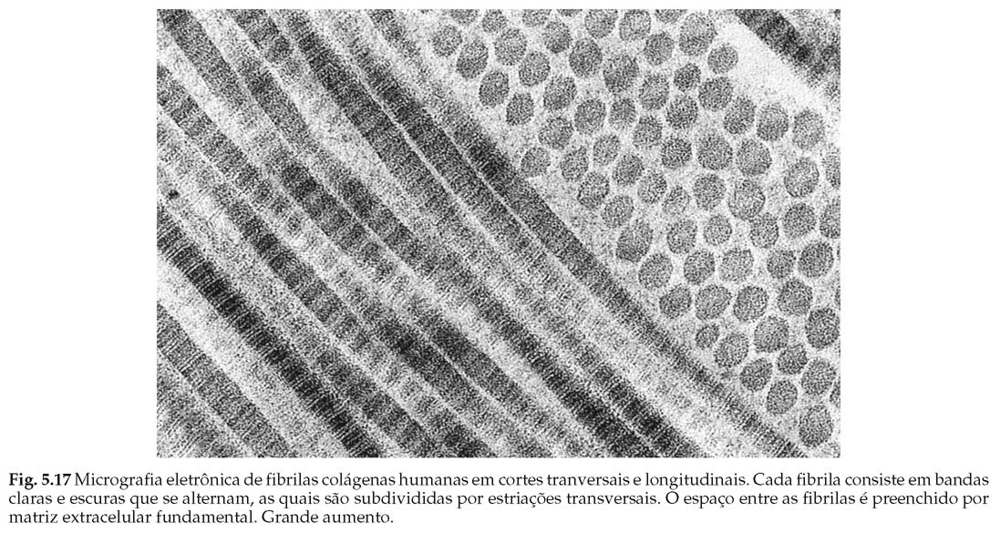 Fig. 5.17 Micrografia eletrônica de fibrilas colágenas humanas em cortes tranversais e longitudinais. Cada fibrila consiste em bandas
claras e escuras que se alternam, as quais são subdivididas por estriações transversais. O espaço entre as fibrilas é preenchido por
matriz extracelular fundamental. Grande aumento.